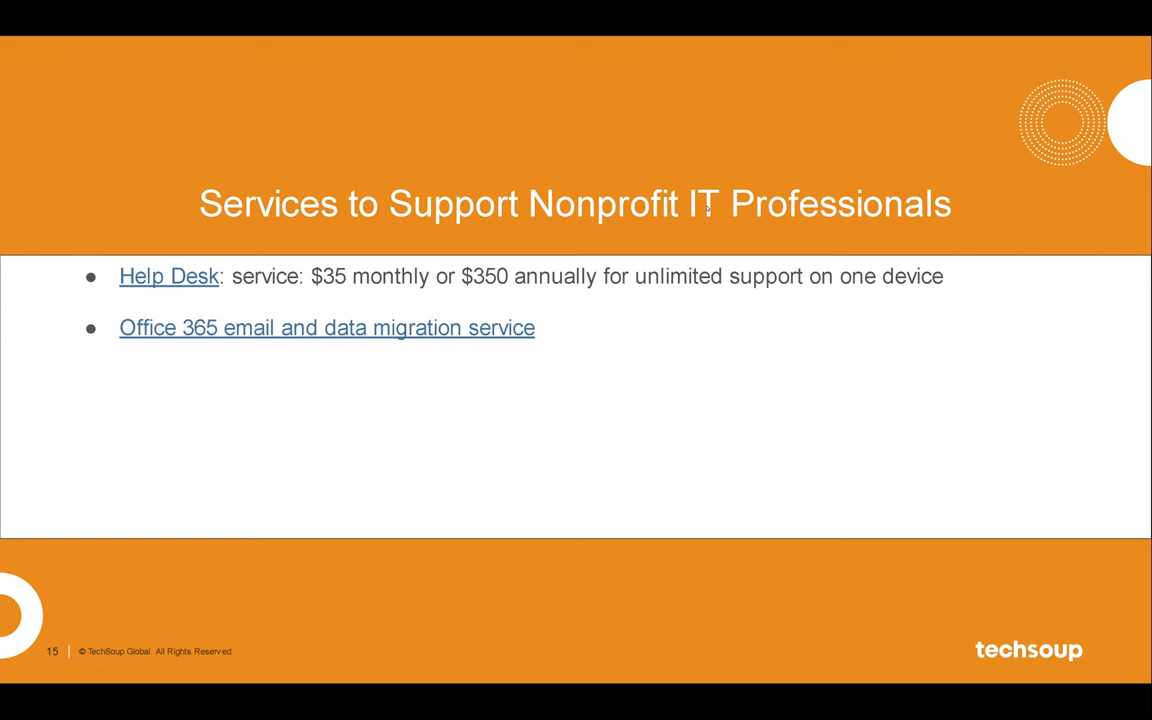 Services to Support Nonprofit IT Professionals
● Help Desk: service: $35 monthly or $350 annually for unlimited support on one device
● Office 365 email and data migration service
15 | © TechSoup Global. All Rights Reserved.
techsoup